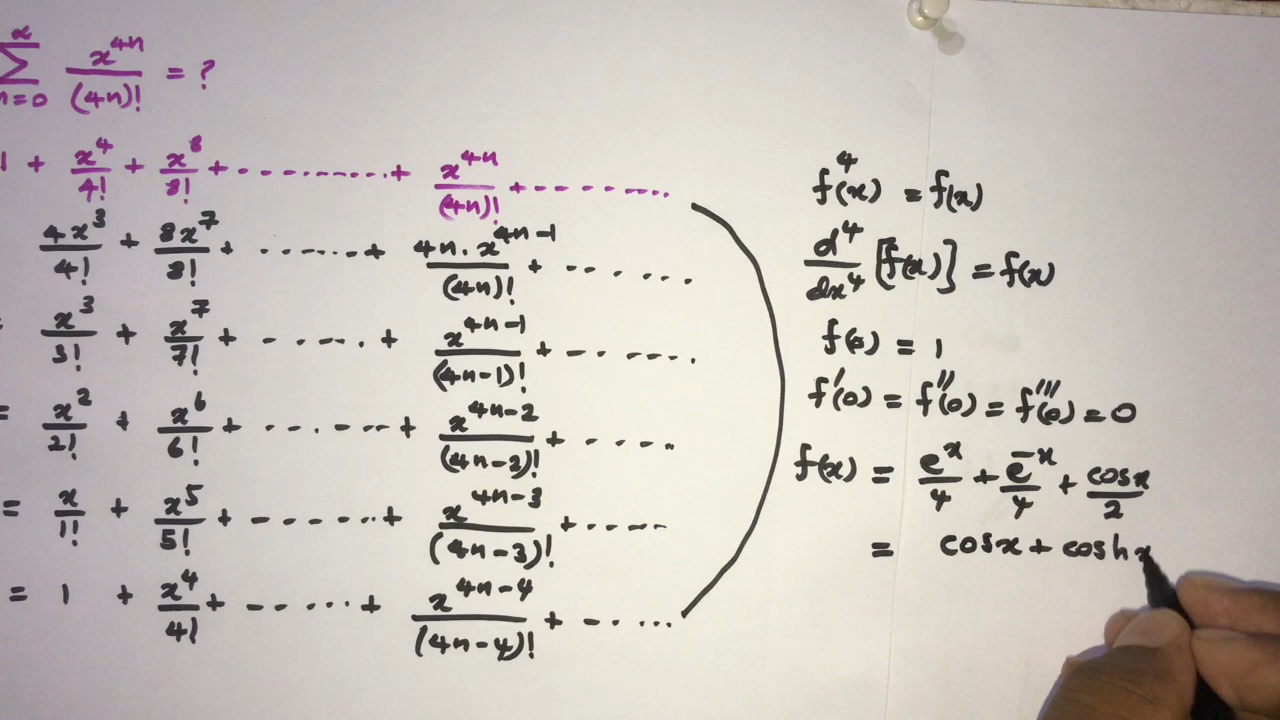 ∑_{n=0}^{∝} x^{4n}/(4n)! = ?
1 + x^4/4! + x^8/8! + ........... + x^{4n}/(4n)! + ........
4x^3/4! + 8x^7/8! + ...... + 4n.x^{4n-1}/(4n)! + ......
x^3/3! + x^7/7! + ...... + x^{4n-1}/(4n-1)! + ......
= x^2/2! + x^6/6! + ...... + x^{4n-2}/(4n-2)! + .....
= x/1! + x^5/5! + ...... + x^{4n-3}/(4n-3)! + .....
= 1 + x^4/4! + ...... + x^{4n-4}/(4n-4)! + .....
f^4(x) = f(x)
d^4/dx^4 [f(x)] = f(x)
f(0) = 1
f'(0) = f''(0) = f'''(0) = 0
f(x) = e^x/4 + e^{-x}/4 + cosx/2
= cosx + coshx